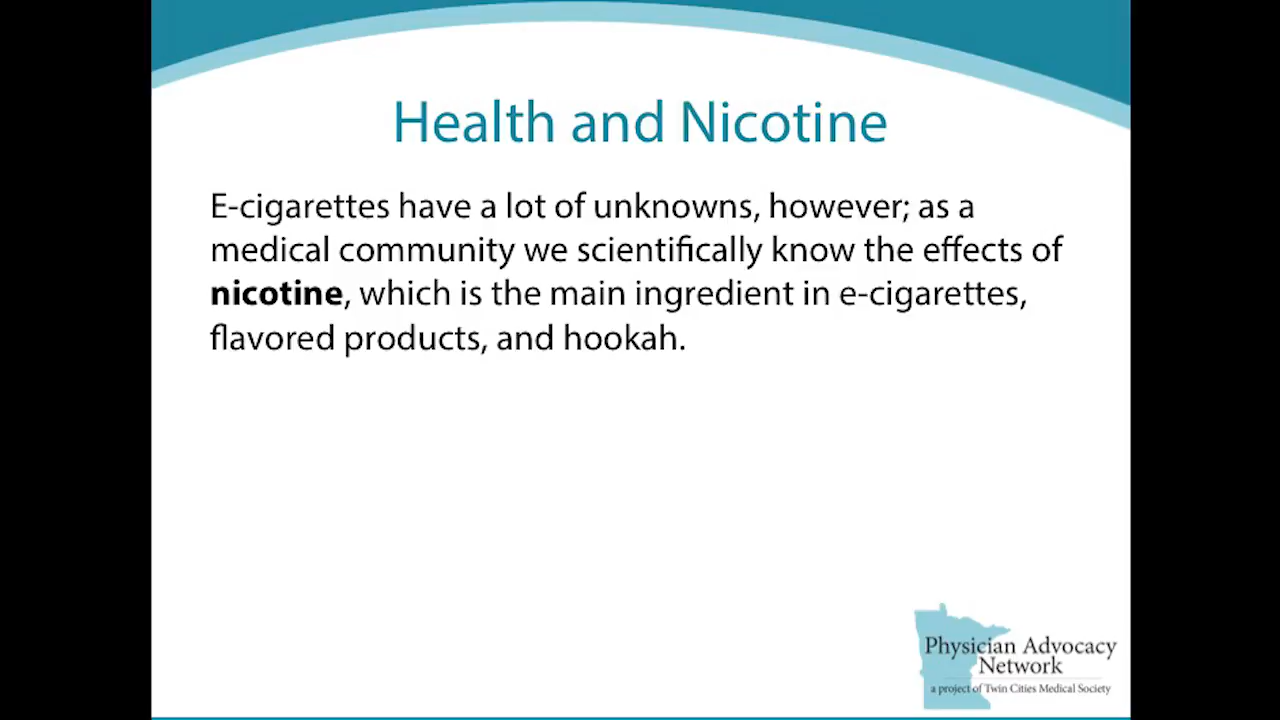 Health and Nicotine
E-cigarettes have a lot of unknowns, however; as a
medical community we scientifically know the effects of
nicotine, which is the main ingredient in e-cigarettes,
flavored products, and hookah.
Physician Advocacy
Network
a project of Twin Cities Medical Society